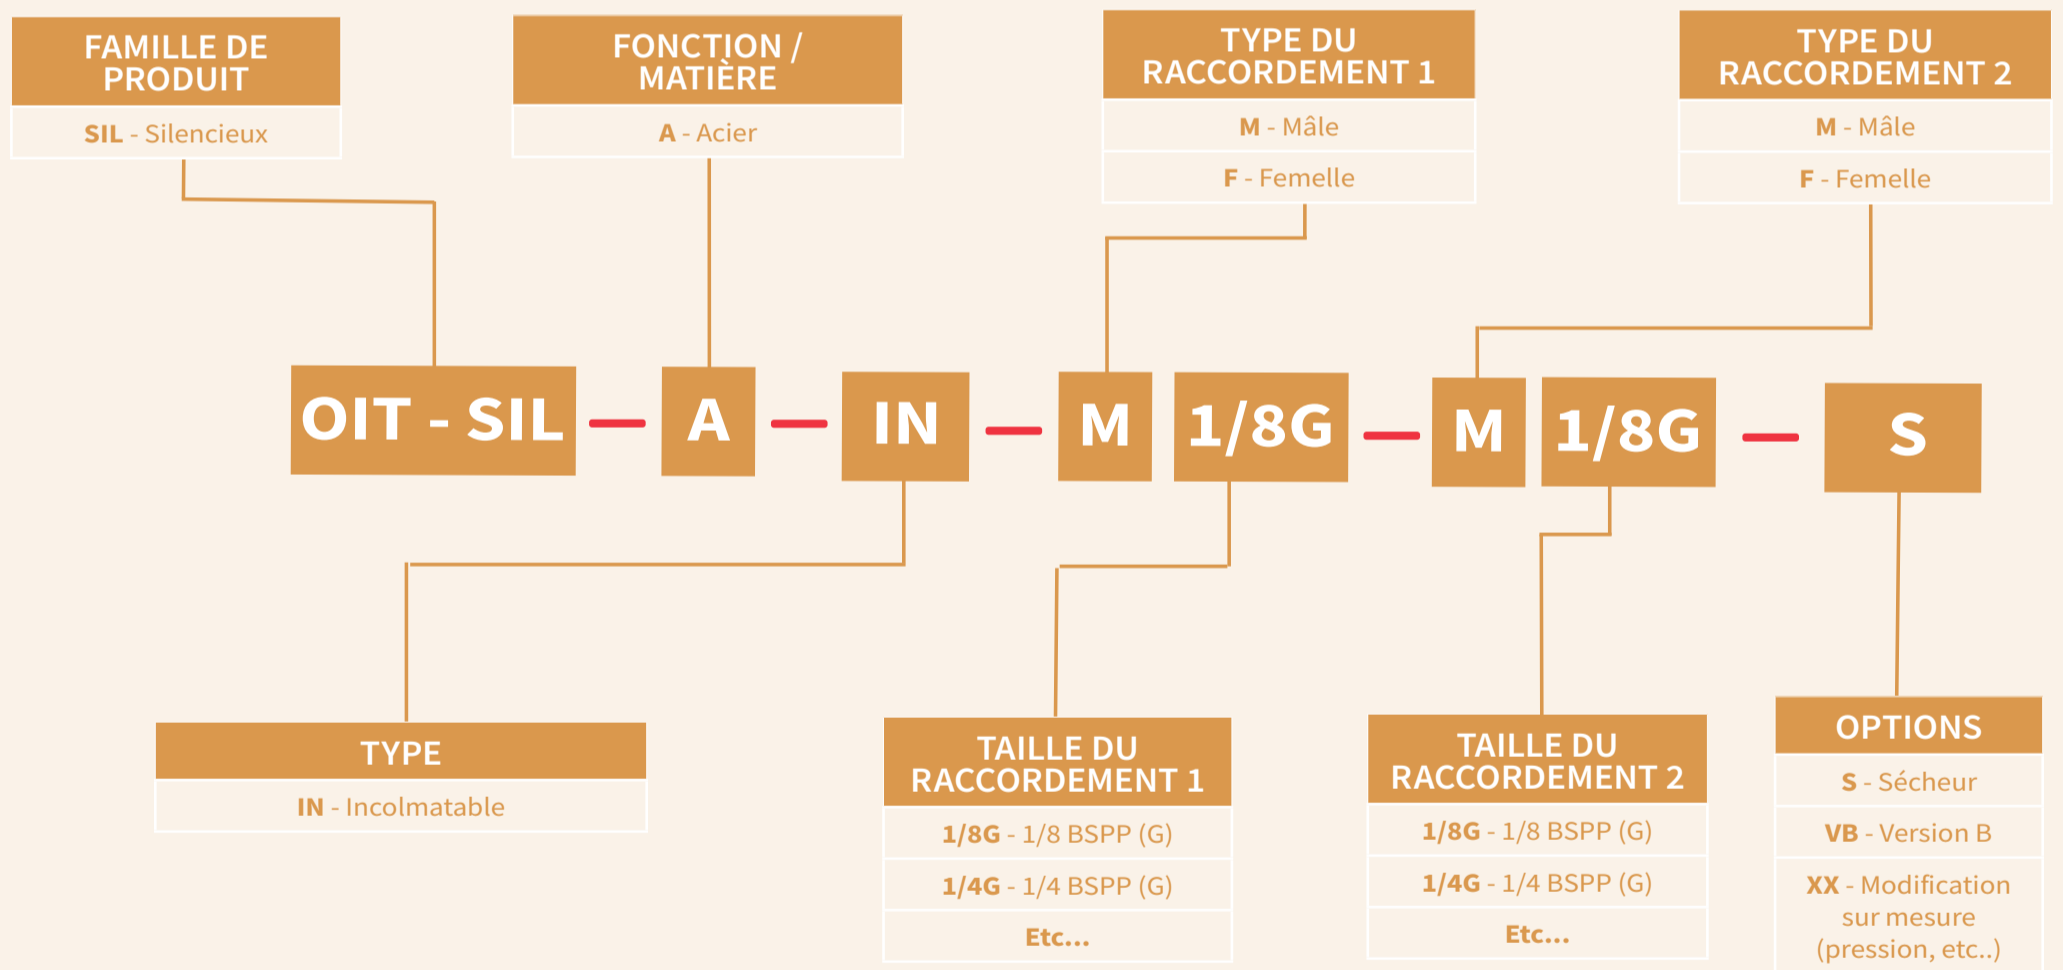 FAMILLE DE
PRODUIT
SIL - Silencieux
FONCTION /
MATIÈRE
A - Acier
TYPE DU
RACCORDEMENT 1
M - Mâle
F - Femelle
TYPE DU
RACCORDEMENT 2
M - Mâle
F - Femelle
OIT - SIL — A — IN — M 1/8G — M 1/8G — S
TYPE
IN - Incolmatable
TAILLE DU
RACCORDEMENT 1
1/8G - 1/8 BSPP (G)
1/4G - 1/4 BSPP (G)
Etc...
TAILLE DU
RACCORDEMENT 2
1/8G - 1/8 BSPP (G)
1/4G - 1/4 BSPP (G)
Etc...
OPTIONS
S - Sécheur
VB - Version B
XX - Modification
sur mesure
(pression, etc..)